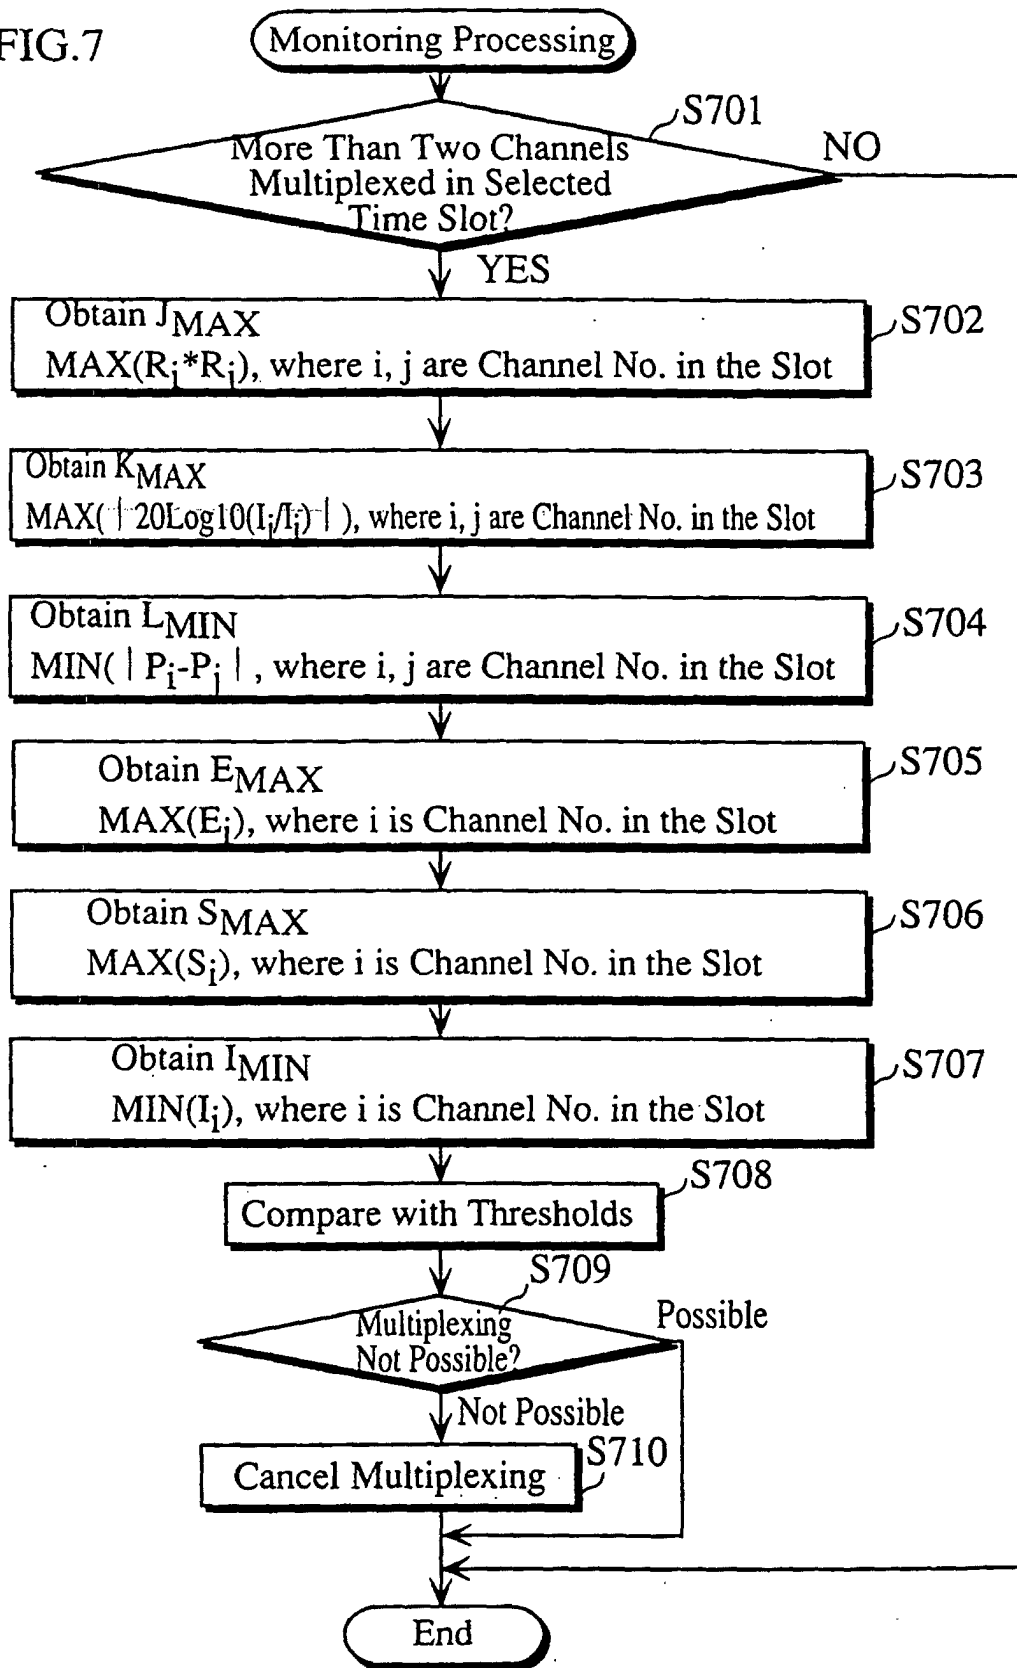 FIG.7
Monitoring Processing
S701
More Than Two Channels
Multiplexed in Selected
Time Slot?
NO
YES
Obtain JMAX
MAX(Ri*Rj), where i, j are Channel No. in the Slot
S702
Obtain KMAX
MAX(|20Log10(Ij/Ij)|), where i, j are Channel No. in the Slot
S703
Obtain LMIN
MIN(|Pi-Pj|, where i, j are Channel No. in the Slot
S704
Obtain EMAX
MAX(Ei), where i is Channel No. in the Slot
S705
Obtain SMAX
MAX(Si), where i is Channel No. in the Slot
S706
Obtain IMIN
MIN(Ii), where i is Channel No. in the Slot
S707
Compare with Thresholds
S708
S709
Multiplexing
Not Possible?
Possible
Not Possible
Cancel Multiplexing
S710
End